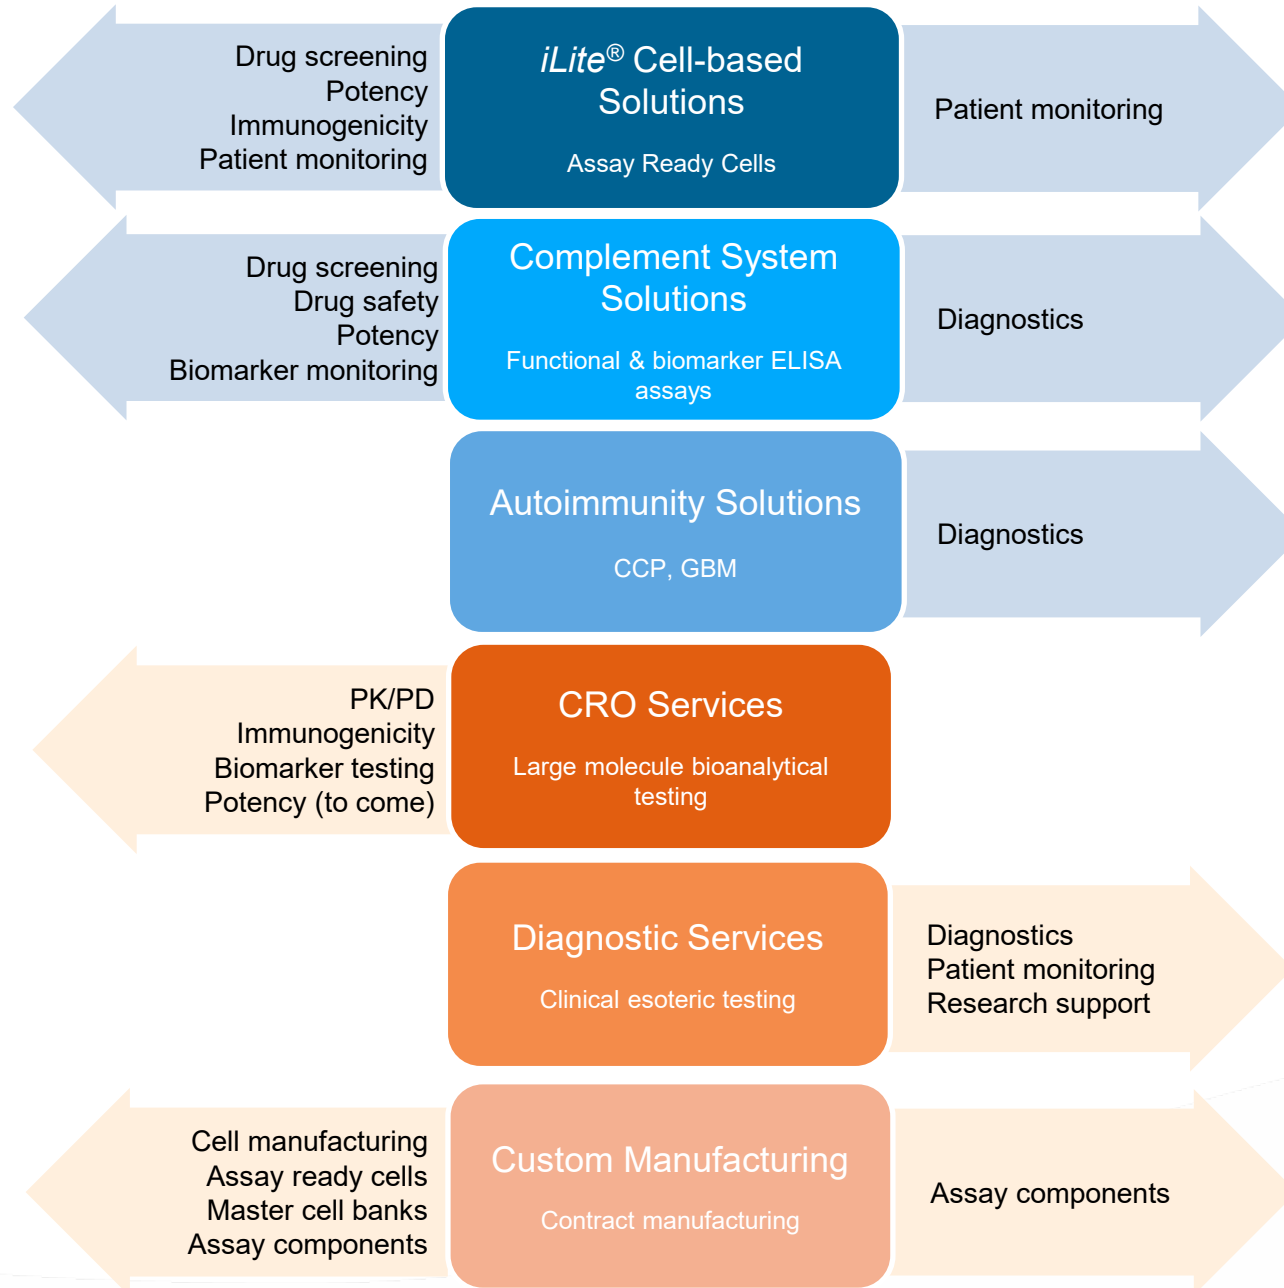 Drug screening
Potency
Immunogenicity
Patient monitoring
iLite® Cell-based
Solutions
Assay Ready Cells
Patient monitoring
Drug screening
Drug safety
Potency
Biomarker monitoring
Complement System
Solutions
Functional & biomarker ELISA
assays
Diagnostics
Autoimmunity Solutions
CCP, GBM
Diagnostics
PK/PD
Immunogenicity
Biomarker testing
Potency (to come)
CRO Services
Large molecule bioanalytical
testing
Diagnostic Services
Clinical esoteric testing
Diagnostics
Patient monitoring
Research support
Cell manufacturing
Assay ready cells
Master cell banks
Assay components
Custom Manufacturing
Contract manufacturing
Assay components